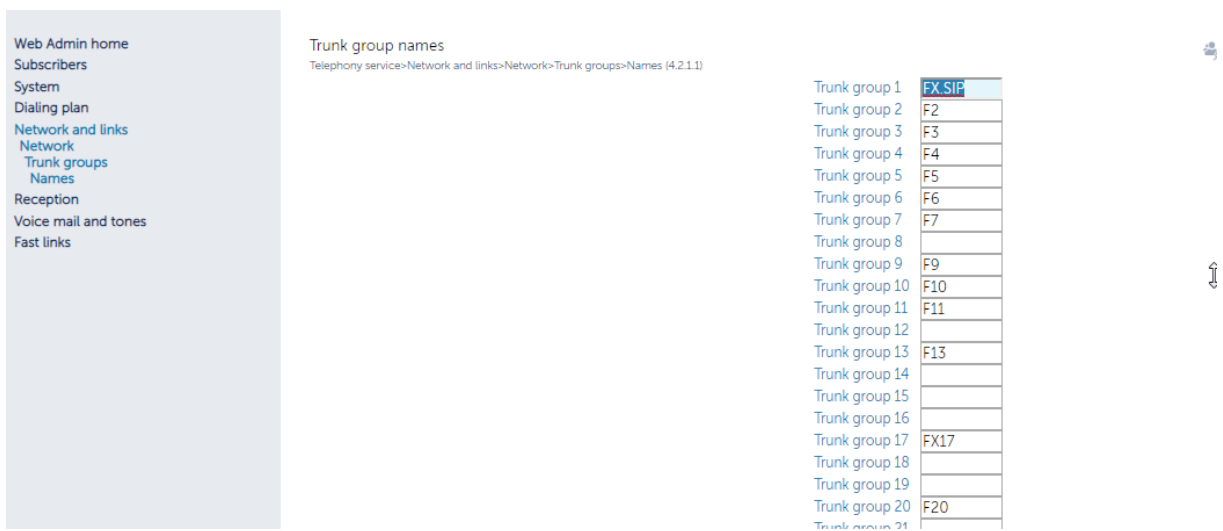 Web Admin home
Subscribers
System
Dialing plan
Network and links
Network
Trunk groups
Names
Reception
Voice mail and tones
Fast links
Trunk group names
Telephony service>Network and links>Network>Trunk groups>Names (4.2.1.1)
Trunk group 1 FX.SIP
Trunk group 2 F2
Trunk group 3 F3
Trunk group 4 F4
Trunk group 5 F5
Trunk group 6 F6
Trunk group 7 F7
Trunk group 8
Trunk group 9 F9
Trunk group 10 F10
Trunk group 11 F11
Trunk group 12
Trunk group 13 F13
Trunk group 14
Trunk group 15
Trunk group 16
Trunk group 17 FX17
Trunk group 18
Trunk group 19
Trunk group 20 F20
Trunk group 21